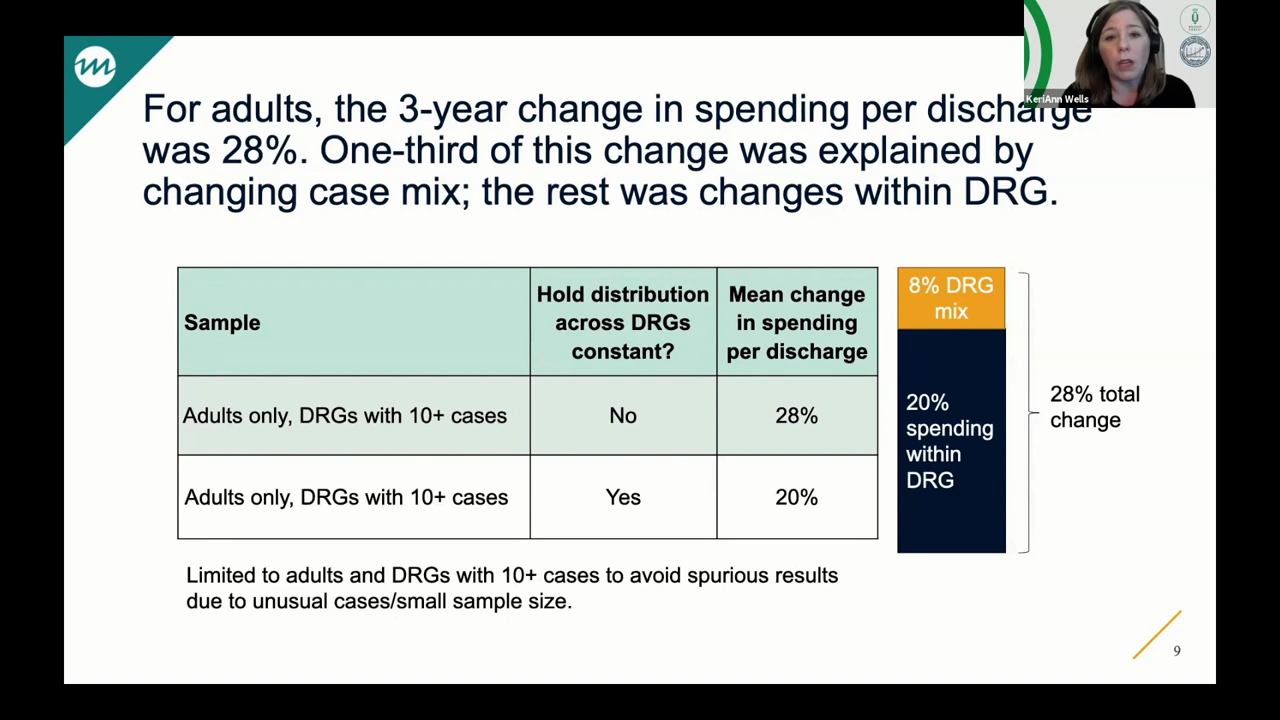 For adults, the 3-year change in spending per discharge
was 28%. One-third of this change was explained by
changing case mix; the rest was changes within DRG.
KeriAnn Wells
Sample
Hold distribution
across DRGs
constant?
Mean change
in spending
per discharge
Adults only, DRGs with 10+ cases
No
28%
Adults only, DRGs with 10+ cases
Yes
20%
8% DRG
mix
20%
spending
within
DRG
28% total
change
Limited to adults and DRGs with 10+ cases to avoid spurious results
due to unusual cases/small sample size.
9